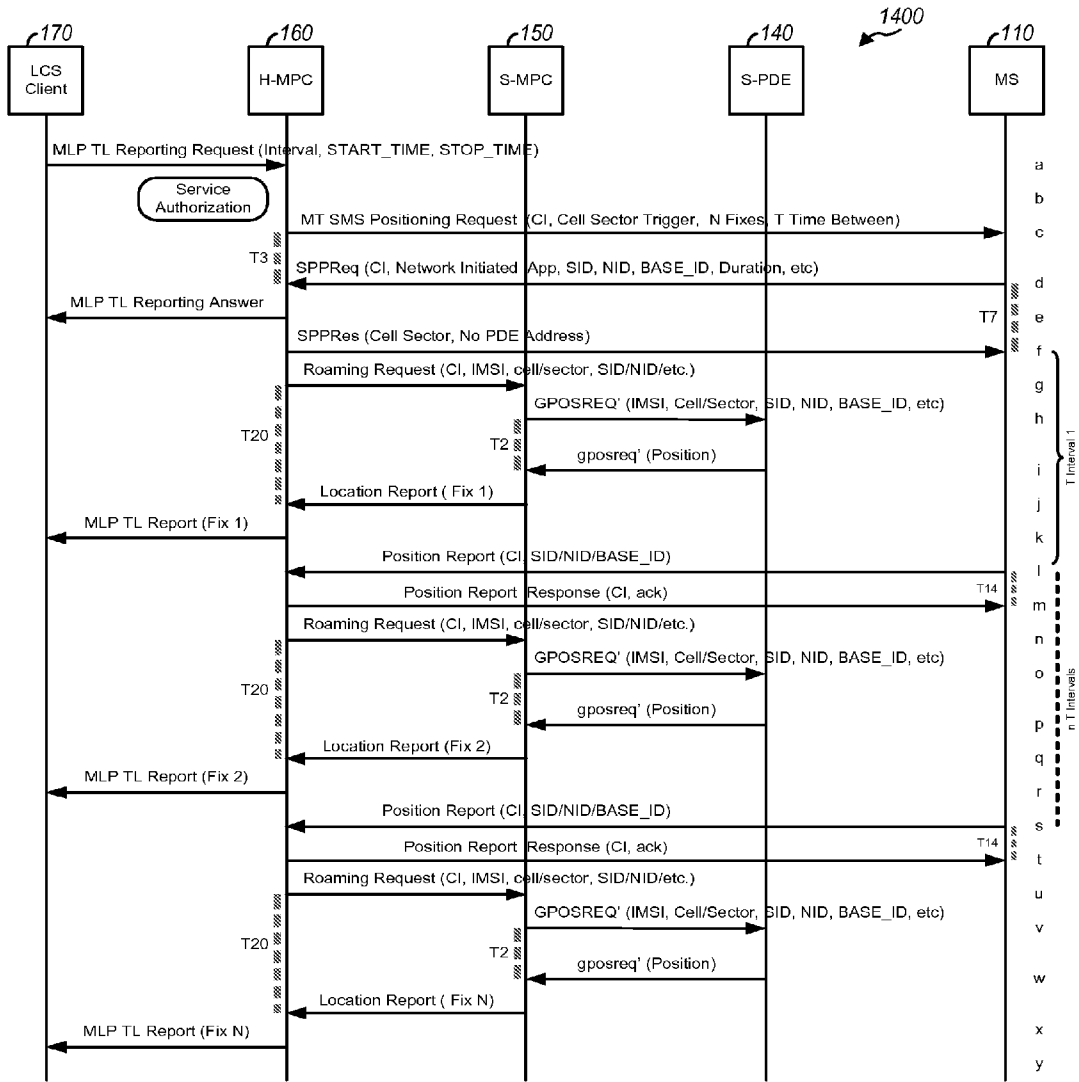 170
160
150
140
1400
110
LCS
Client
H-MPC
S-MPC
S-PDE
MS
MLP TL Reporting Request (Interval, START_TIME, STOP_TIME)
a
Service
Authorization
b
MT SMS Positioning Request (CI, Cell Sector Trigger, N Fixes, T Time Between)
c
T3
SPPReq (CI, Network Initiated App, SID, NID, BASE_ID, Duration, etc)
d
MLP TL Reporting Answer
T7
e
SPPRes (Cell Sector, No PDE Address)
f
Roaming Request (CI, IMSI, cell/sector, SID/NID/etc.)
g
GPOSREQ' (IMSI, Cell/Sector, SID, NID, BASE_ID, etc)
h
T20
T2
gposreq' (Position)
i
T Interval 1
Location Report ( Fix 1)
j
MLP TL Report (Fix 1)
k
Position Report (CI, SID/NID/BASE_ID)
l
Position Report Response (CI, ack)
T14
m
Roaming Request (CI, IMSI, cell/sector, SID/NID/etc.)
n
GPOSREQ' (IMSI, Cell/Sector, SID, NID, BASE_ID, etc)
o
T20
T2
gposreq' (Position)
p
n T Intervals
Location Report (Fix 2)
q
MLP TL Report (Fix 2)
r
Position Report (CI, SID/NID/BASE_ID)
s
Position Report Response (CI, ack)
T14
t
Roaming Request (CI, IMSI, cell/sector, SID/NID/etc.)
u
GPOSREQ' (IMSI, Cell/Sector, SID, NID, BASE_ID, etc)
v
T20
T2
gposreq' (Position)
w
Location Report ( Fix N)
x
MLP TL Report (Fix N)
y